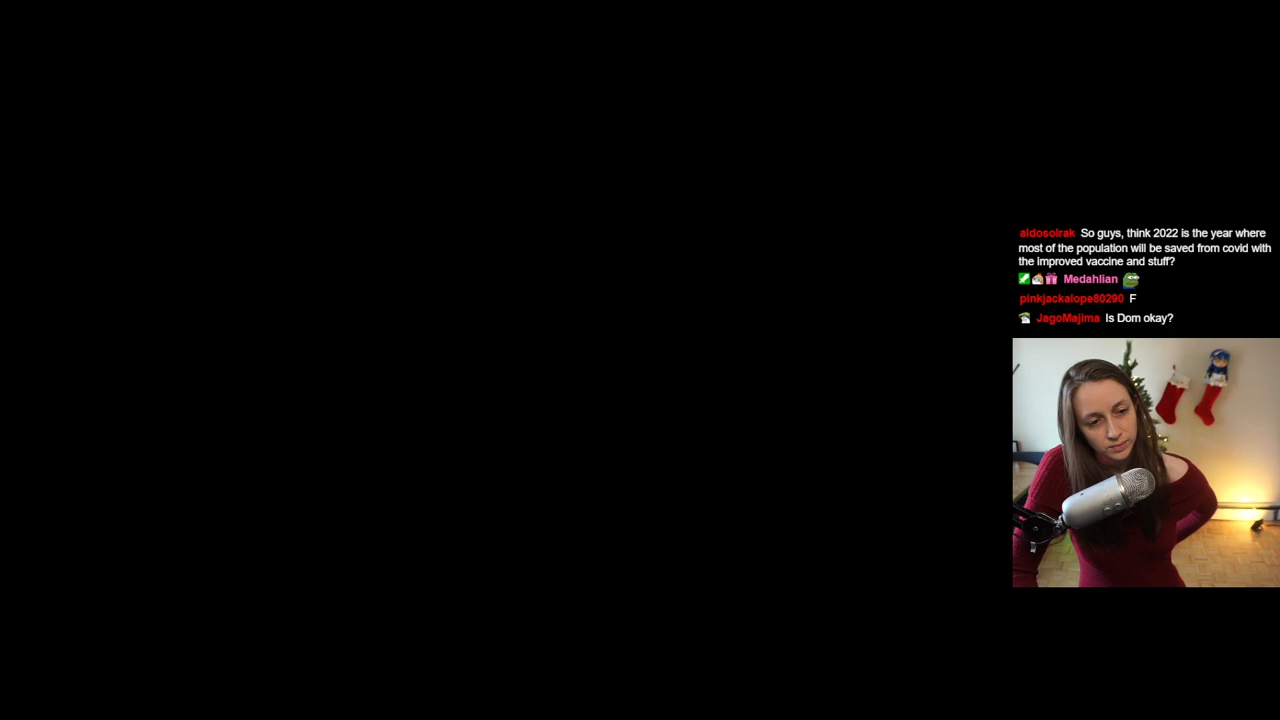 aldosolrak So guys, think 2022 is the year where
most of the population will be saved from covid with
the improved vaccine and stuff?
Medahlian
pinkjackalope80290 F
JagoMajima Is Dom okay?